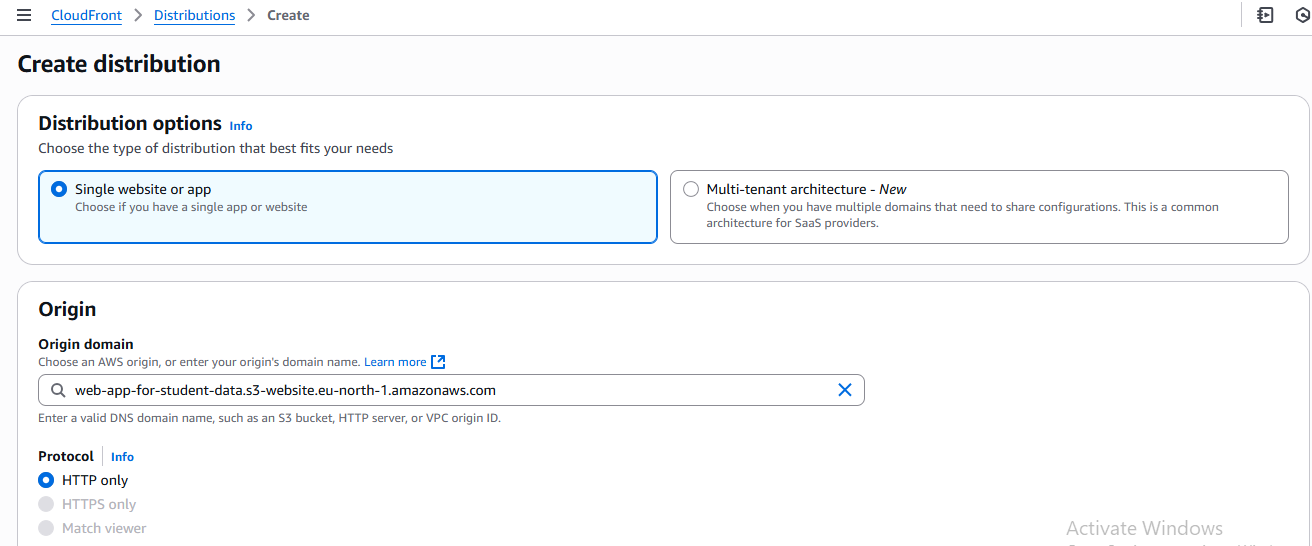 CloudFront > Distributions > Create
Create distribution
Distribution options Info
Choose the type of distribution that best fits your needs
Single website or app
Choose if you have a single app or website
Multi-tenant architecture - New
Choose when you have multiple domains that need to share configurations. This is a common
architecture for SaaS providers.
Origin
Origin domain
Choose an AWS origin, or enter your origin's domain name. Learn more
web-app-for-student-data.s3-website.eu-north-1.amazonaws.com
Enter a valid DNS domain name, such as an S3 bucket, HTTP server, or VPC origin ID.
Protocol Info
HTTP only
HTTPS only
Match viewer
Activate Windows